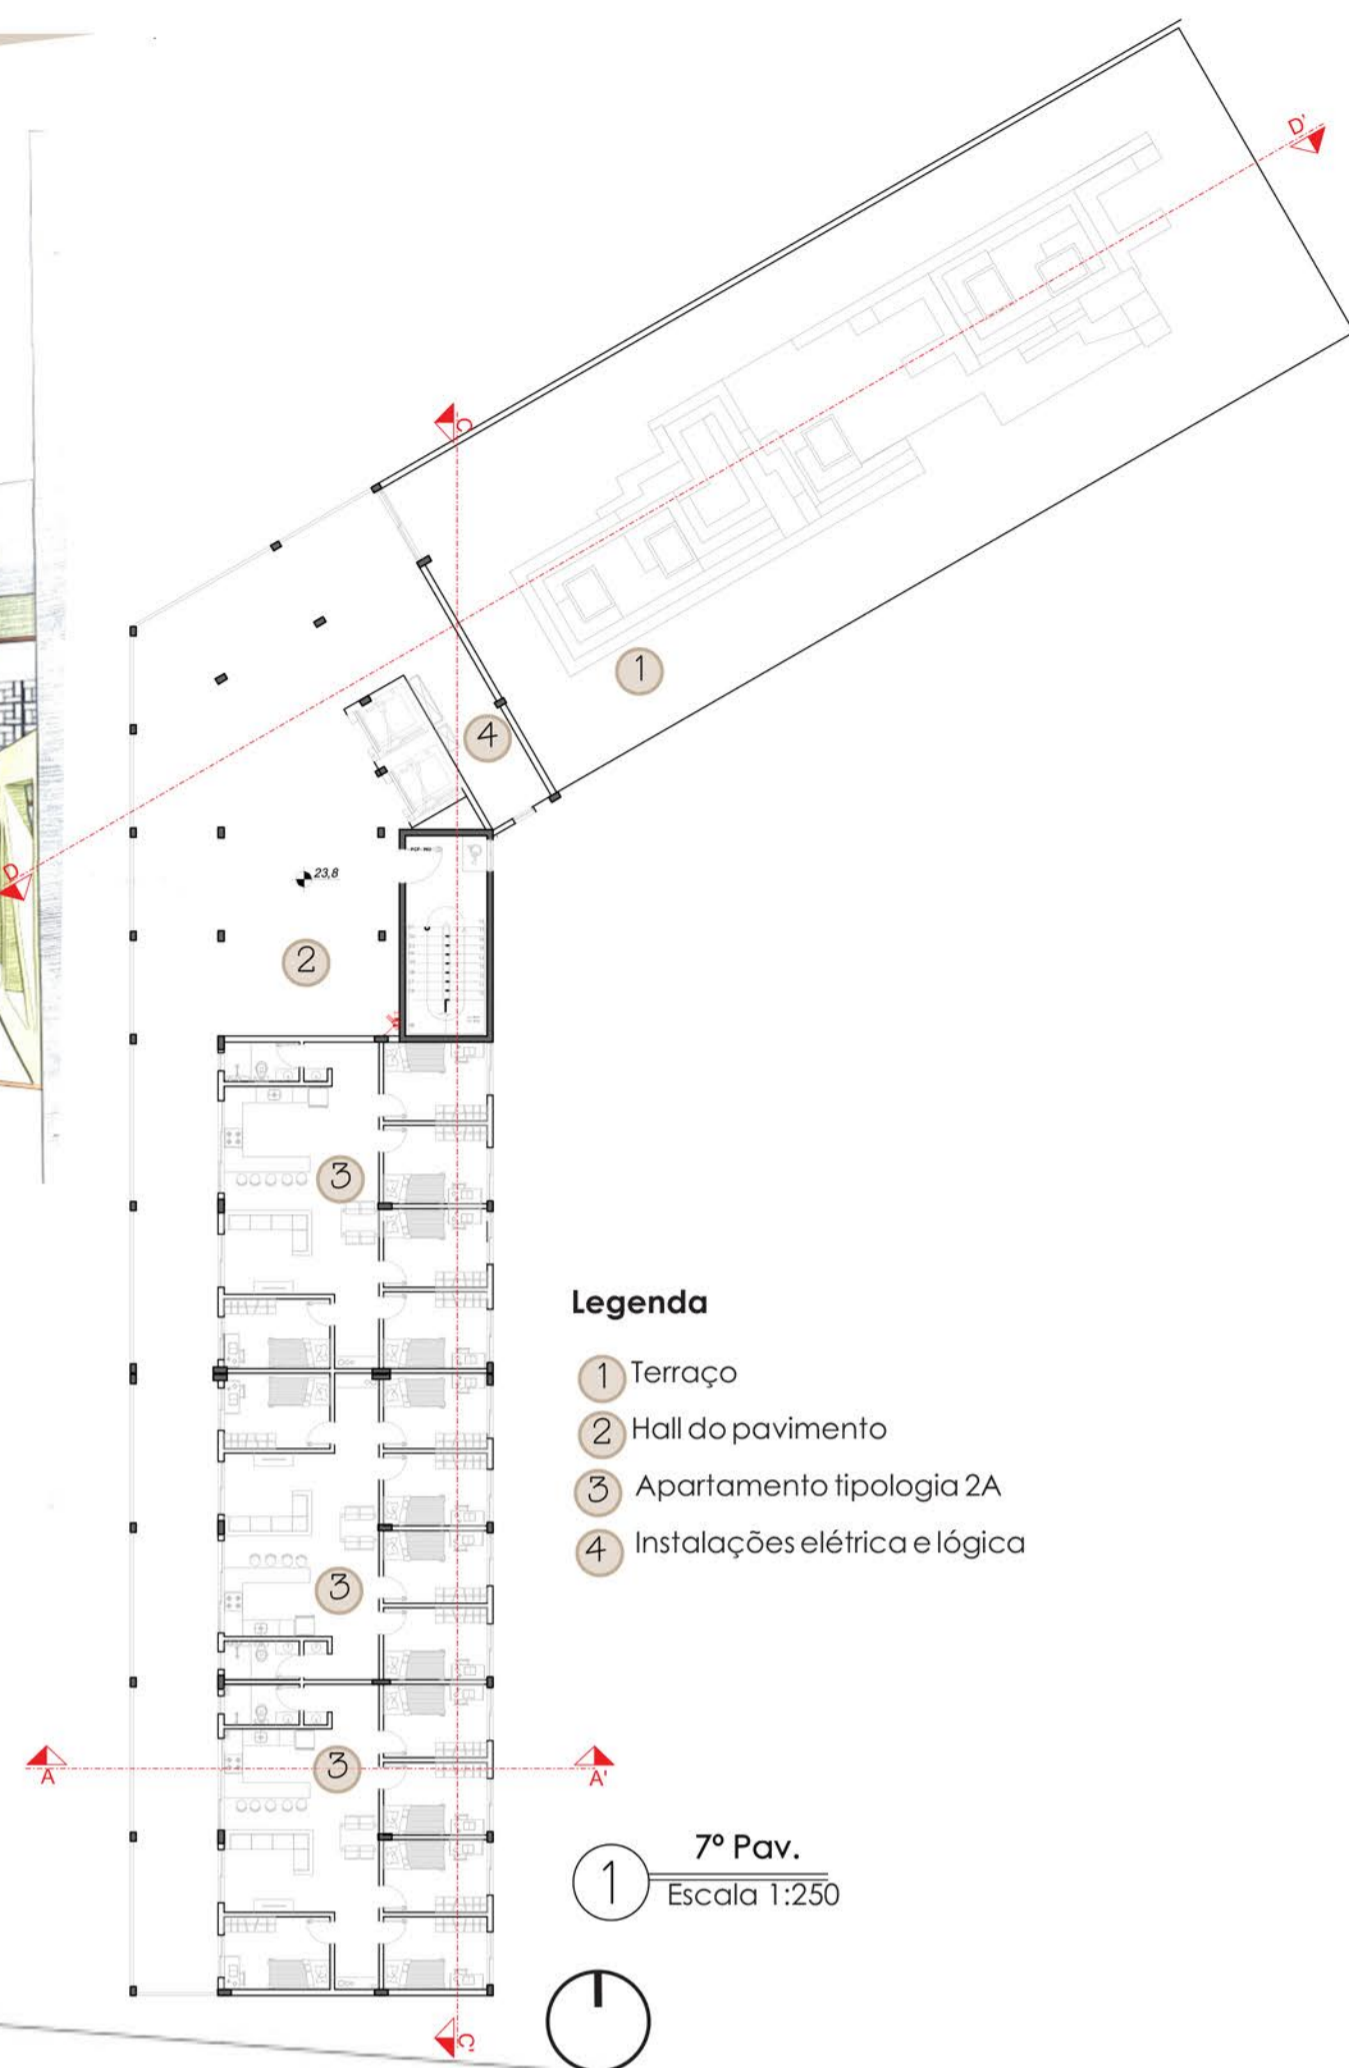 D'
C
1
4
D
23,8
2
3
3
3
A
A'
C'
Legenda
1 Terraço
2 Hall do pavimento
3 Apartamento tipologia 2A
4 Instalações elétrica e lógica
1
7º Pav.
Escala 1:250